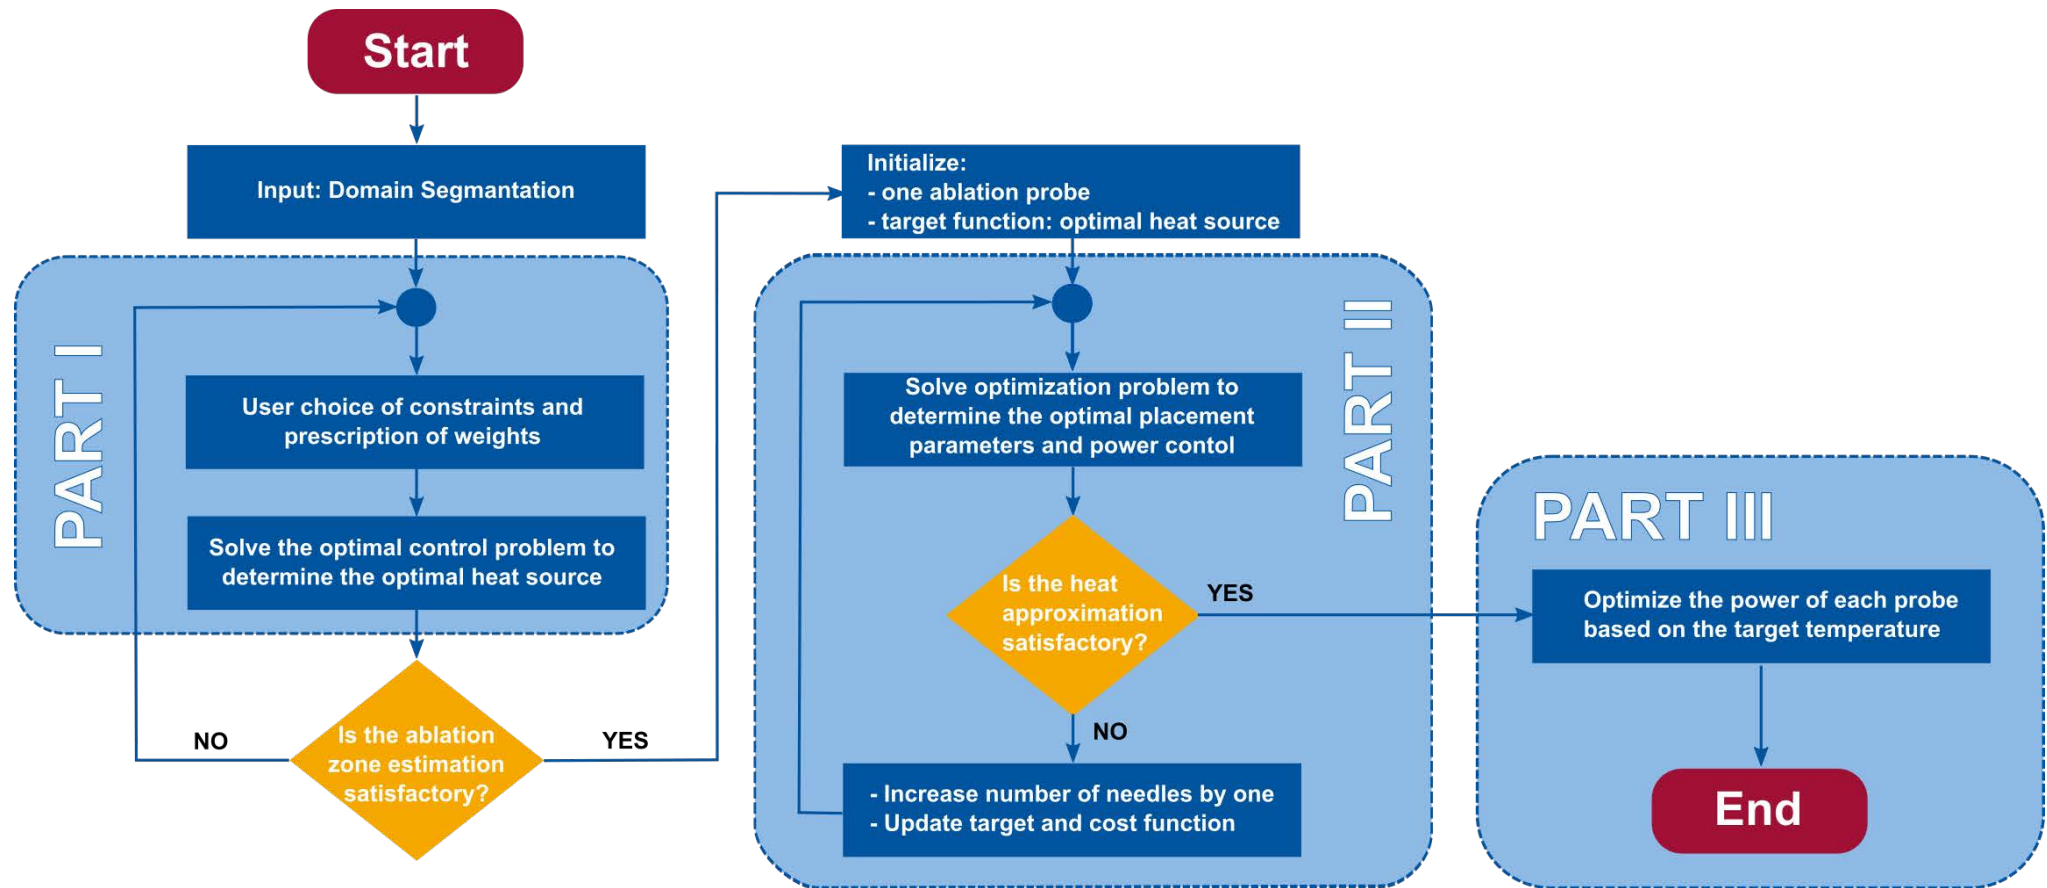 Start
Input: Domain Segmantation
PART I
User choice of constraints and
prescription of weights
Solve the optimal control problem to
determine the optimal heat source
Is the ablation
zone estimation
satisfactory?
NO
YES
Initialize:
- one ablation probe
- target function: optimal heat source
PART II
Solve optimization problem to
determine the optimal placement
parameters and power contol
Is the heat
approximation
satisfactory?
YES
NO
- Increase number of needles by one
- Update target and cost function
PART III
Optimize the power of each probe
based on the target temperature
End